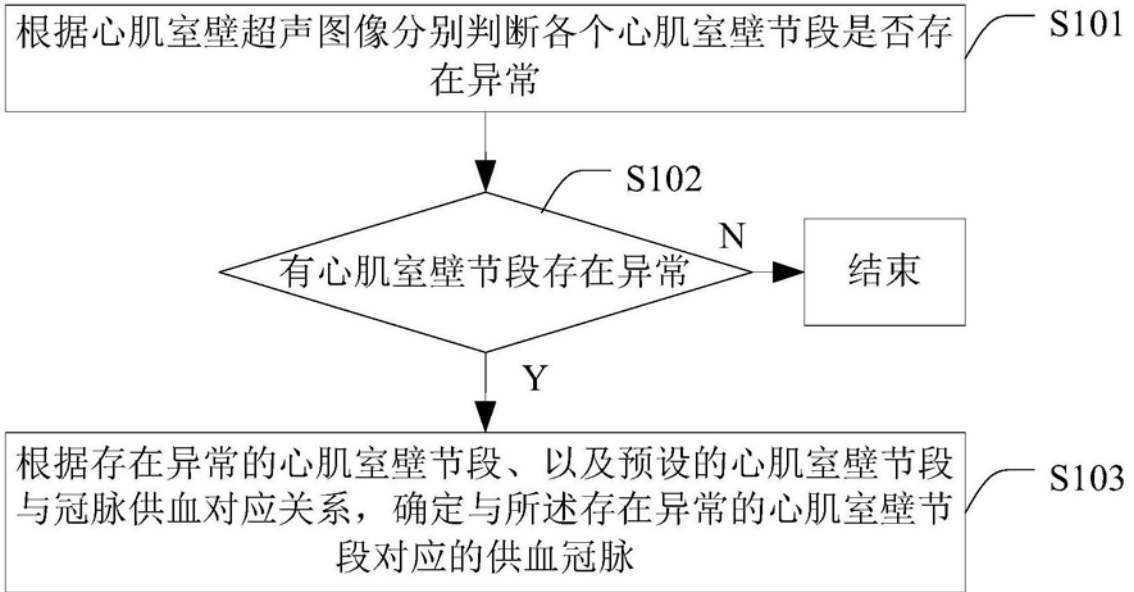 根据心肌室壁超声图像分别判断各个心肌室壁节段是否存
在异常
S101
S102
有心肌室壁节段存在异常
N
结束
Y
根据存在异常的心肌室壁节段、以及预设的心肌室壁节段
与冠脉供血对应关系，确定与所述存在异常的心肌室壁节
段对应的供血冠脉
S103